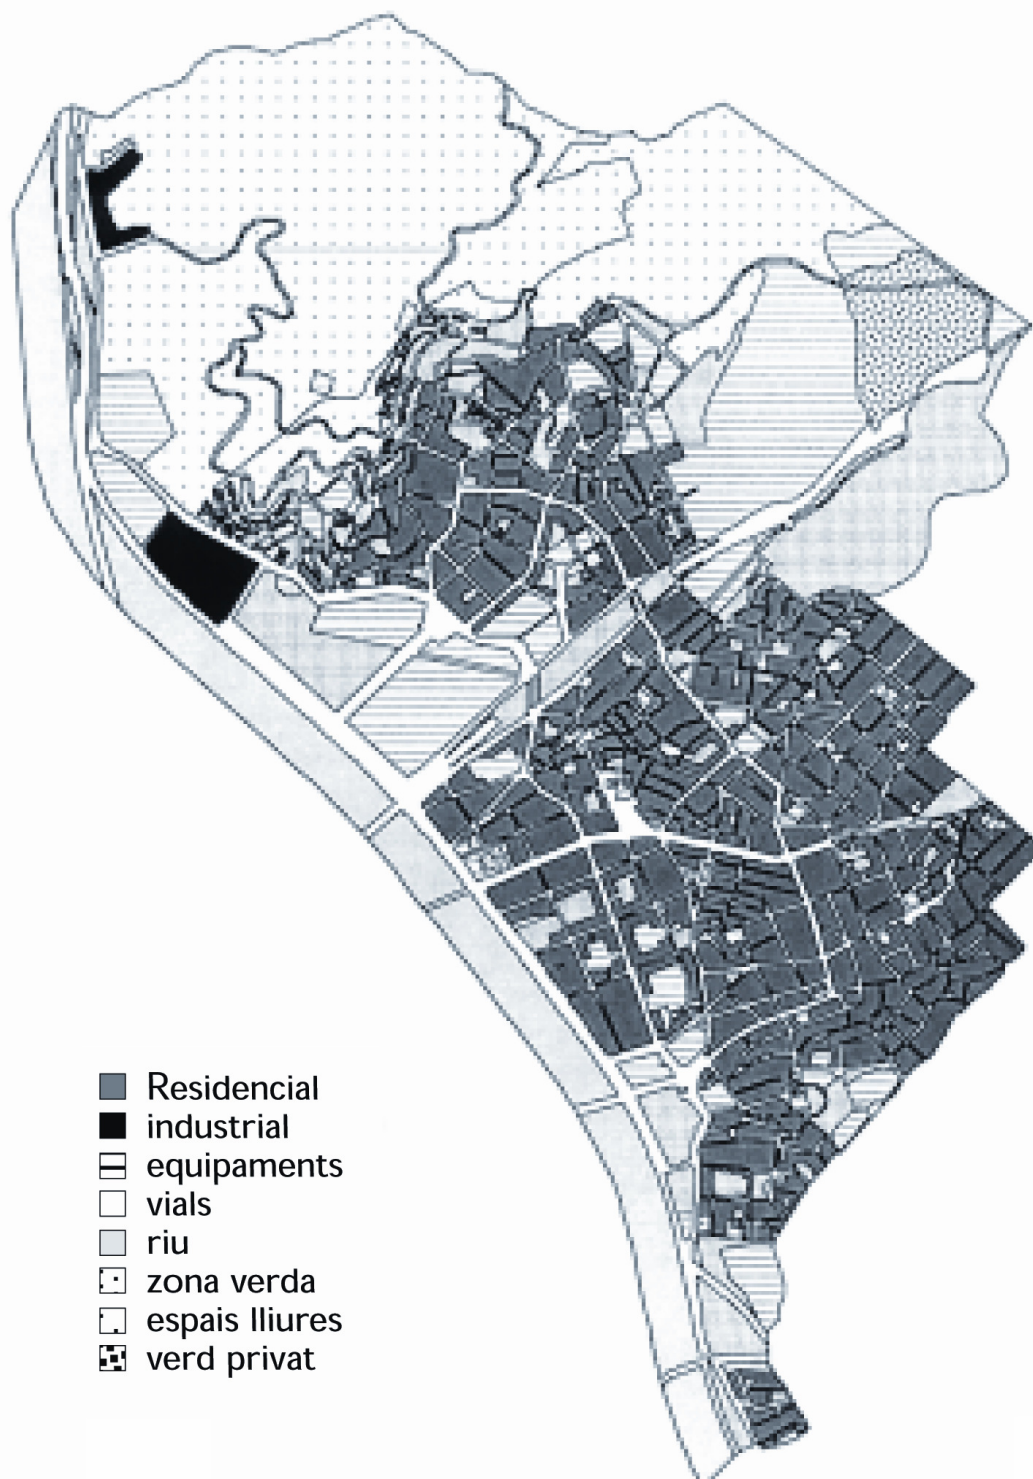 Residencial
industrial
equipaments
vials
riu
zona verda
espais lliures
verd privat